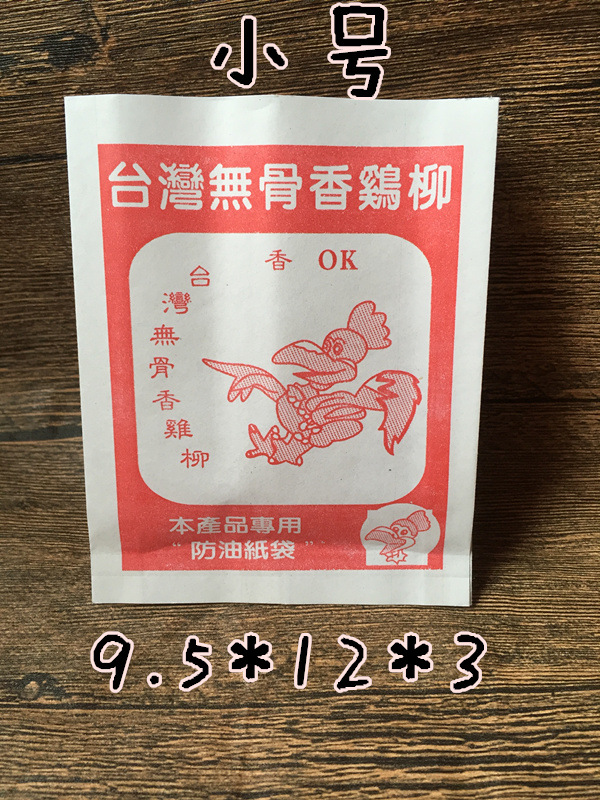 小号
台灣無骨香鷄柳
香 OK
台灣無骨香雞柳
本產品專用
"防油紙袋"
9.5*12*3